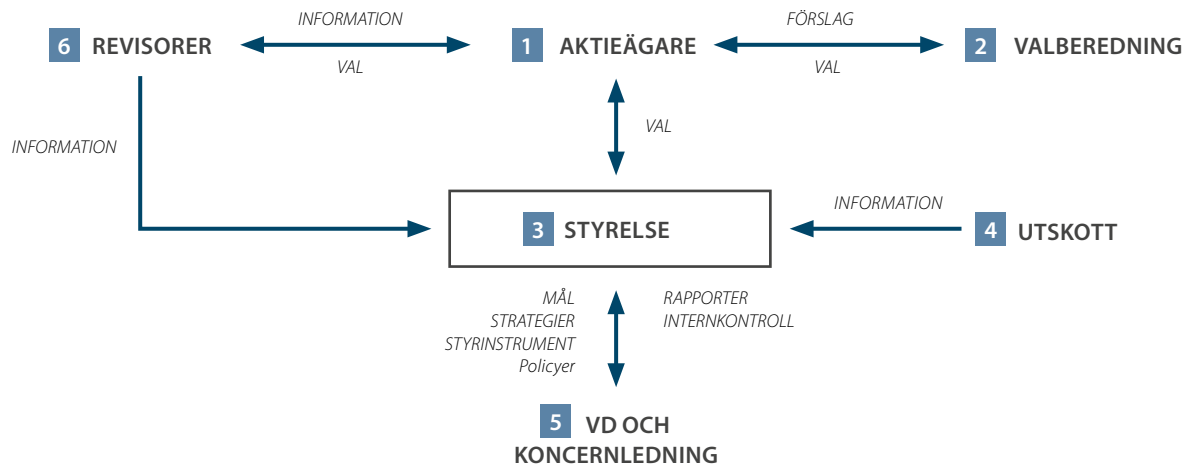 INFORMATION
FÖRSLAG
6 REVISORER
1 AKTIEÄGARE
2 VALBEREDNING
VAL
VAL
VAL
INFORMATION
INFORMATION
3 STYRELSE
4 UTSKOTT
MÅL
STRATEGIER
STYRINSTRUMENT
Policyer
RAPPORTER
INTERNKONTROLL
5 VD OCH
KONCERNLEDNING